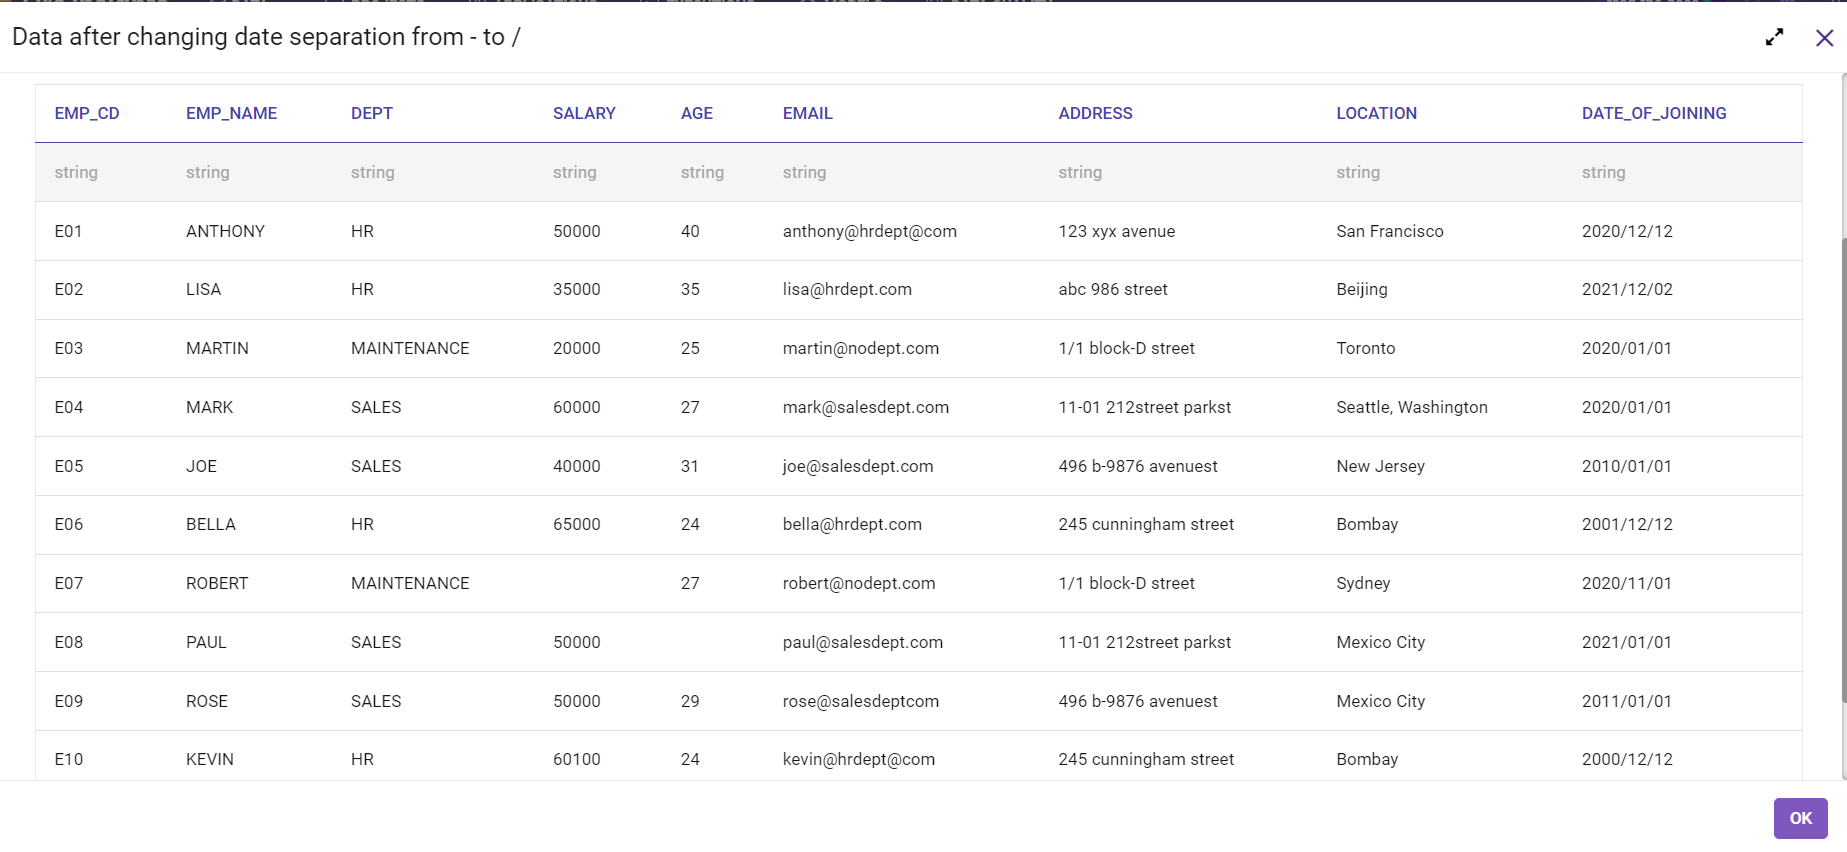 Data after changing date separation from - to /
EMP_CD EMP_NAME DEPT SALARY AGE EMAIL ADDRESS LOCATION DATE_OF_JOINING
string string string string string string string string string
E01 ANTHONY HR 50000 40 anthony@hrdept@com 123 xyx avenue San Francisco 2020/12/12
E02 LISA HR 35000 35 lisa@hrdept.com abc 986 street Beijing 2021/12/02
E03 MARTIN MAINTENANCE 20000 25 martin@nodept.com 1/1 block-D street Toronto 2020/01/01
E04 MARK SALES 60000 27 mark@salesdept.com 11-01 212street parkst Seattle, Washington 2020/01/01
E05 JOE SALES 40000 31 joe@salesdept.com 496 b-9876 avenuest New Jersey 2010/01/01
E06 BELLA HR 65000 24 bella@hrdept.com 245 cunningham street Bombay 2001/12/12
E07 ROBERT MAINTENANCE 27 robert@nodept.com 1/1 block-D street Sydney 2020/11/01
E08 PAUL SALES 50000 paul@salesdept.com 11-01 212street parkst Mexico City 2021/01/01
E09 ROSE SALES 50000 29 rose@salesdeptcom 496 b-9876 avenuest Mexico City 2011/01/01
E10 KEVIN HR 60100 24 kevin@hrdept@com 245 cunningham street Bombay 2000/12/12
OK